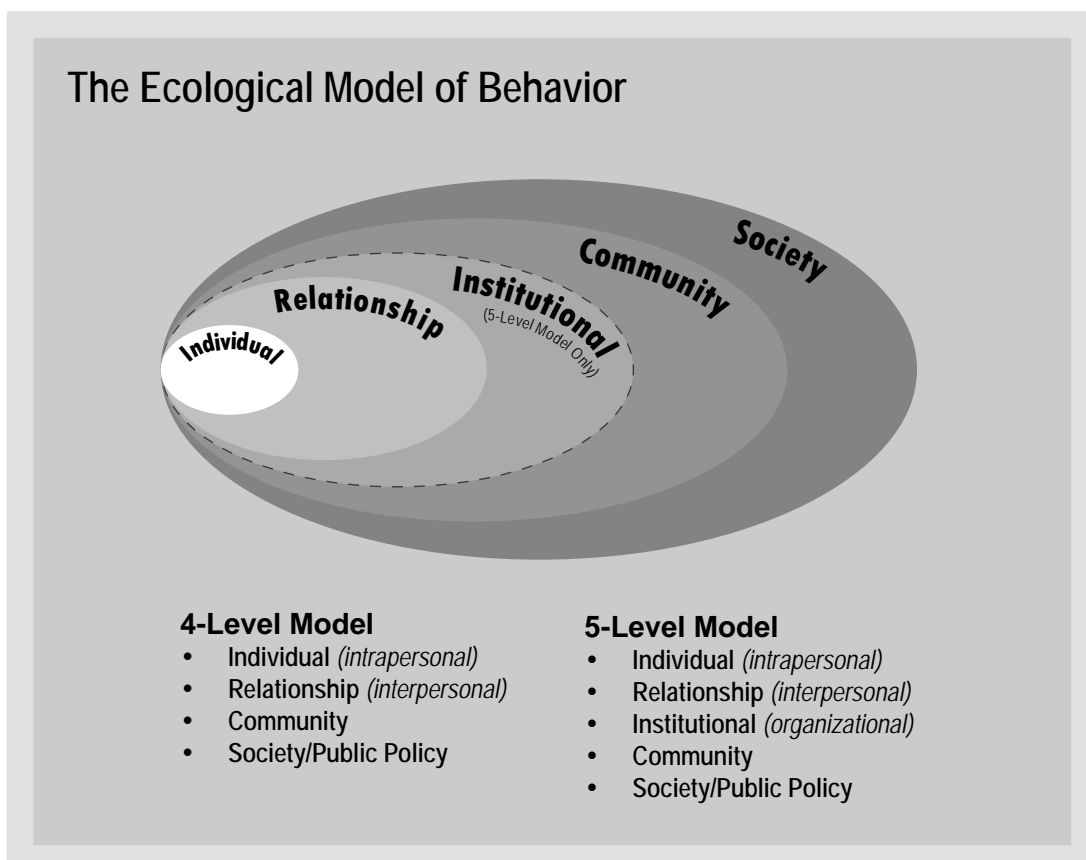 The Ecological Model of Behavior
Individual
Relationship
Institutional
(5-Level Model Only)
Community
Society
4-Level Model
• Individual (intrapersonal)
• Relationship (interpersonal)
• Community
• Society/Public Policy
5-Level Model
• Individual (intrapersonal)
• Relationship (interpersonal)
• Institutional (organizational)
• Community
• Society/Public Policy